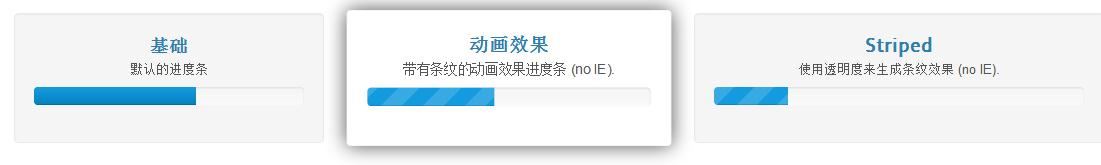 基础
默认的进度条
动画效果
带有条纹的动画效果进度条 (no IE).
Striped
使用透明度来生成条纹效果 (no IE).